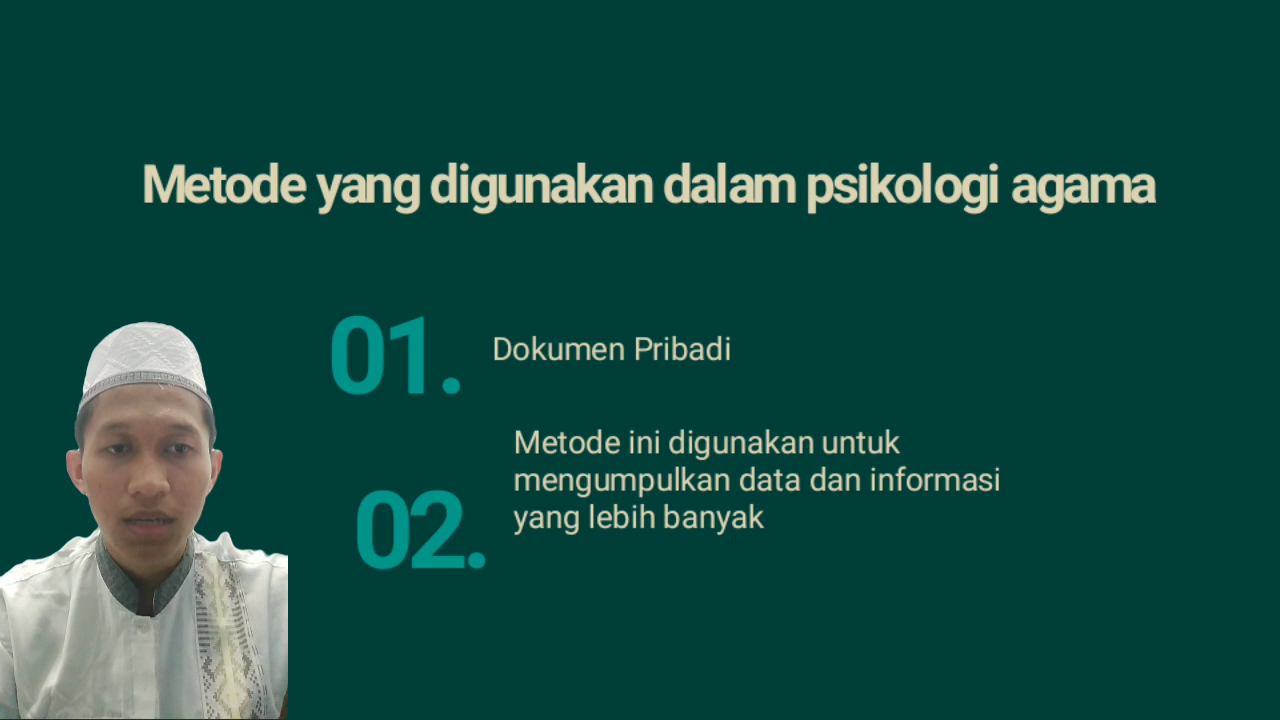 Metode yang digunakan dalam psikologi agama
01. Dokumen Pribadi
02. Metode ini digunakan untuk
mengumpulkan data dan informasi
yang lebih banyak